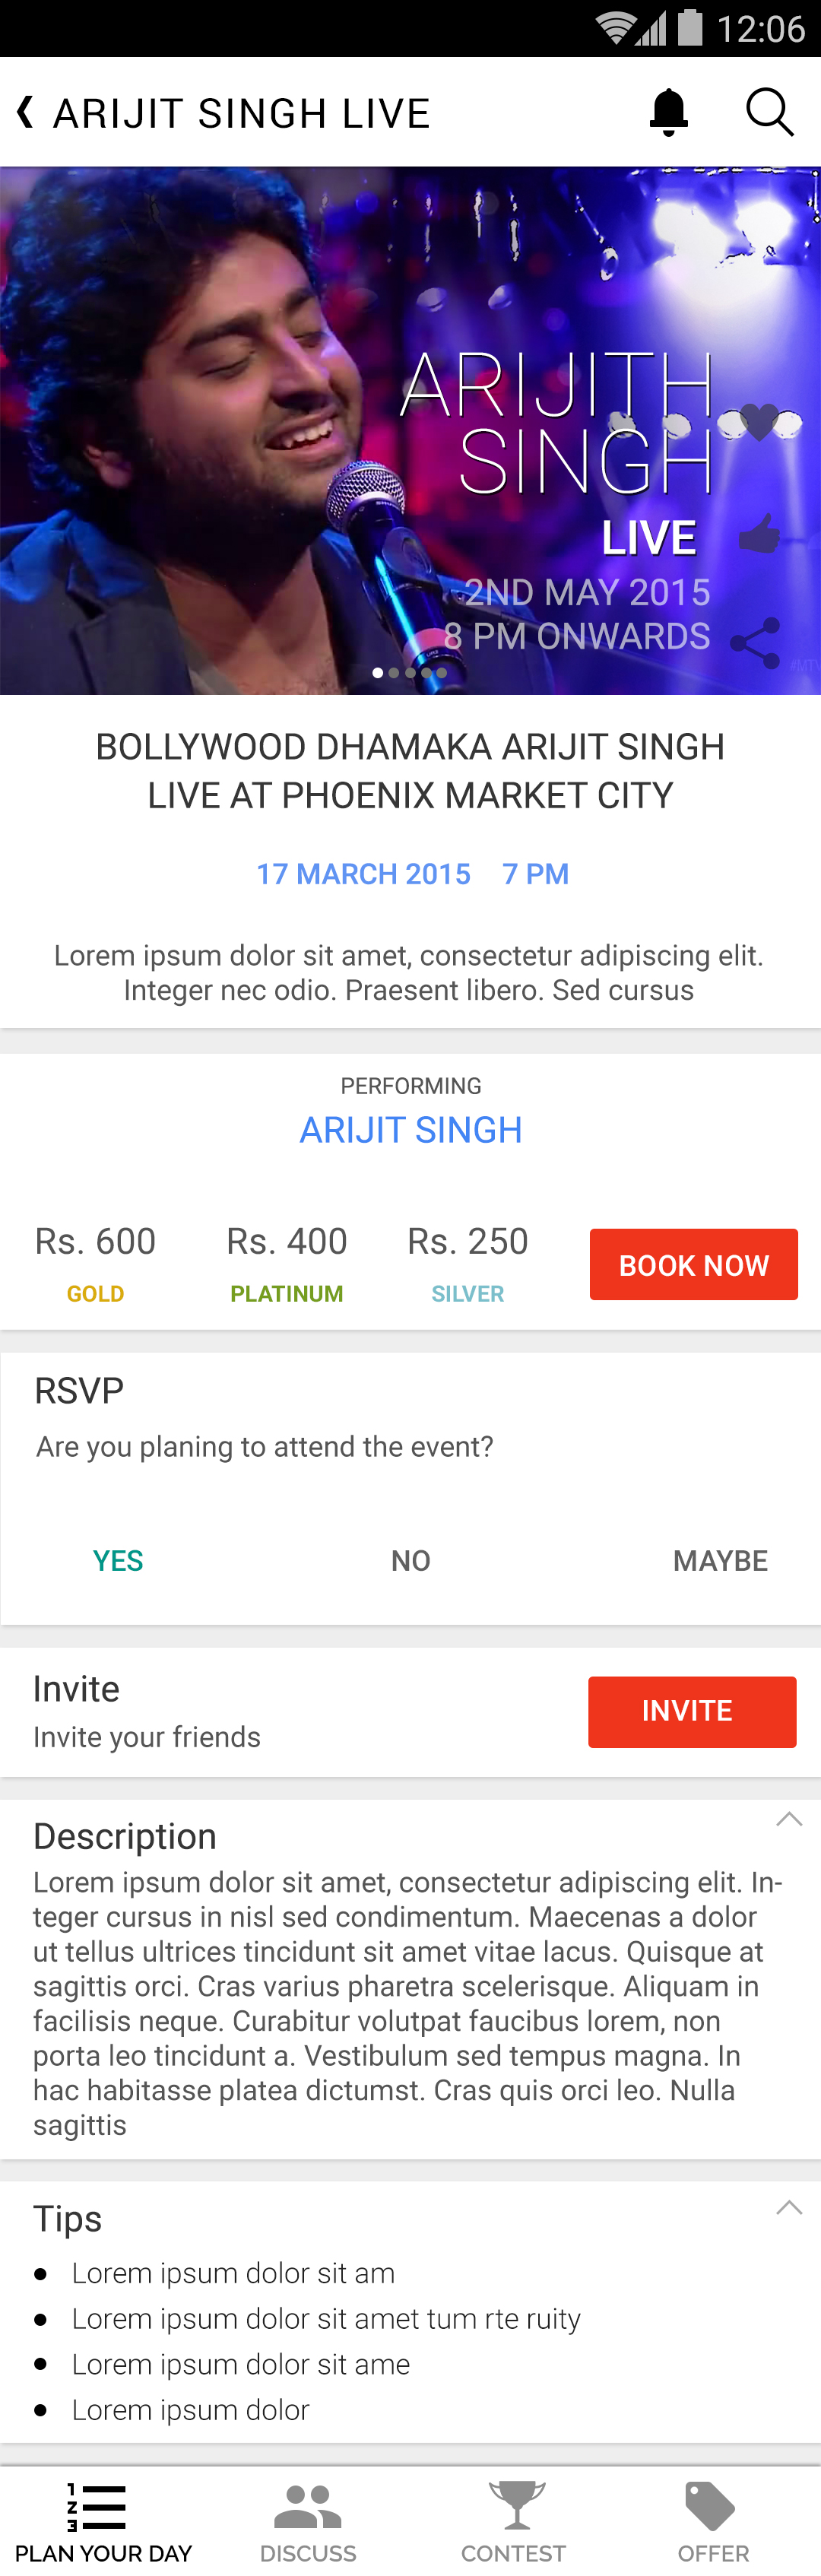 12:06
ARIJIT SINGH LIVE
ARIJITH
SINGH
LIVE
2ND MAY 2015
8 PM ONWARDS
BOLLYWOOD DHAMAKA ARIJIT SINGH
LIVE AT PHOENIX MARKET CITY
17 MARCH 2015 7 PM
Lorem ipsum dolor sit amet, consectetur adipiscing elit.
Integer nec odio. Praesent libero. Sed cursus
PERFORMING
ARIJIT SINGH
Rs. 600 Rs. 400 Rs. 250
BOOK NOW
GOLD PLATINUM SILVER
RSVP
Are you planing to attend the event?
YES NO MAYBE
Invite
INVITE
Invite your friends
Description
Lorem ipsum dolor sit amet, consectetur adipiscing elit. In-
teger cursus in nisl sed condimentum. Maecenas a dolor
ut tellus ultrices tincidunt sit amet vitae lacus. Quisque at
sagittis orci. Cras varius pharetra scelerisque. Aliquam in
facilisis neque. Curabitur volutpat faucibus lorem, non
porta leo tincidunt a. Vestibulum sed tempus magna. In
hac habitasse platea dictumst. Cras quis orci leo. Nulla
sagittis
Tips
Lorem ipsum dolor sit am
Lorem ipsum dolor sit amet tum rte ruity
Lorem ipsum dolor sit ame
Lorem ipsum dolor
1
2
3
PLAN YOUR DAY DISCUSS CONTEST OFFER